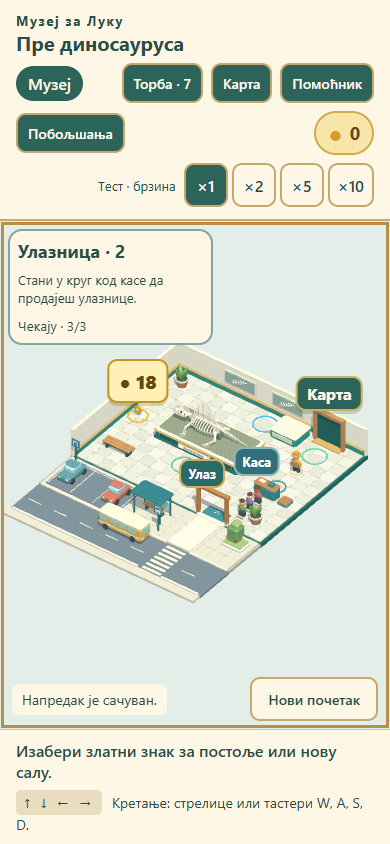 Музеј за Луку
Пре диносауруса
Музеј
Торба · 7
Карта
Помоћник
Побољшања
0
Тест · брзина
×1
×2
×5
×10
Улазница · 2
Стани у круг код касе да
продајеш улазнице.
Чекају · 3/3
18
Карта
Каса
Улаз
Напредак је сачуван.
Нови почетак
Изабери златни знак за постоље или нову
салу.
↑ ↓ ← → Кретање: стрелице или тастери W, A, S,
D.